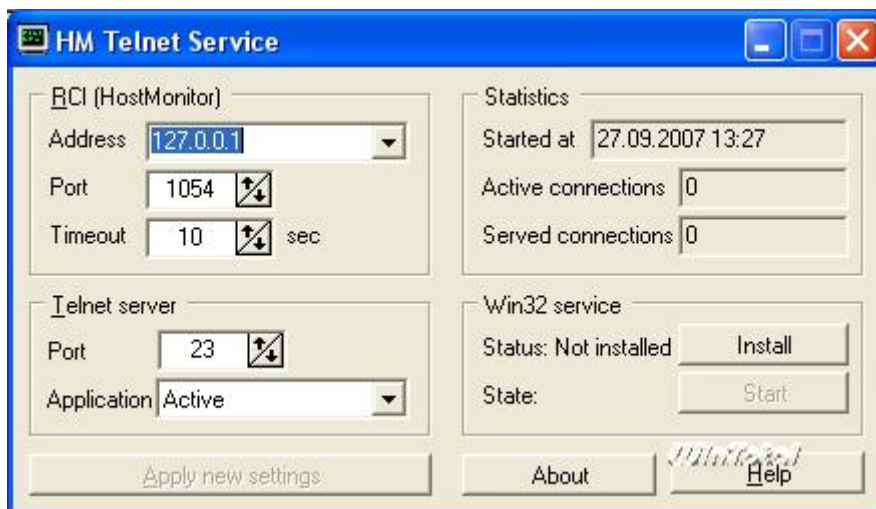 HM Telnet Service
RCI (HostMonitor)
Address 127.0.0.1
Port 1054
Timeout 10 sec
Telnet server
Port 23
Application Active
Apply new settings
Statistics
Started at 27.09.2007 13:27
Active connections 0
Served connections 0
Win32 service
Status: Not installed Install
State: Start
About
Help